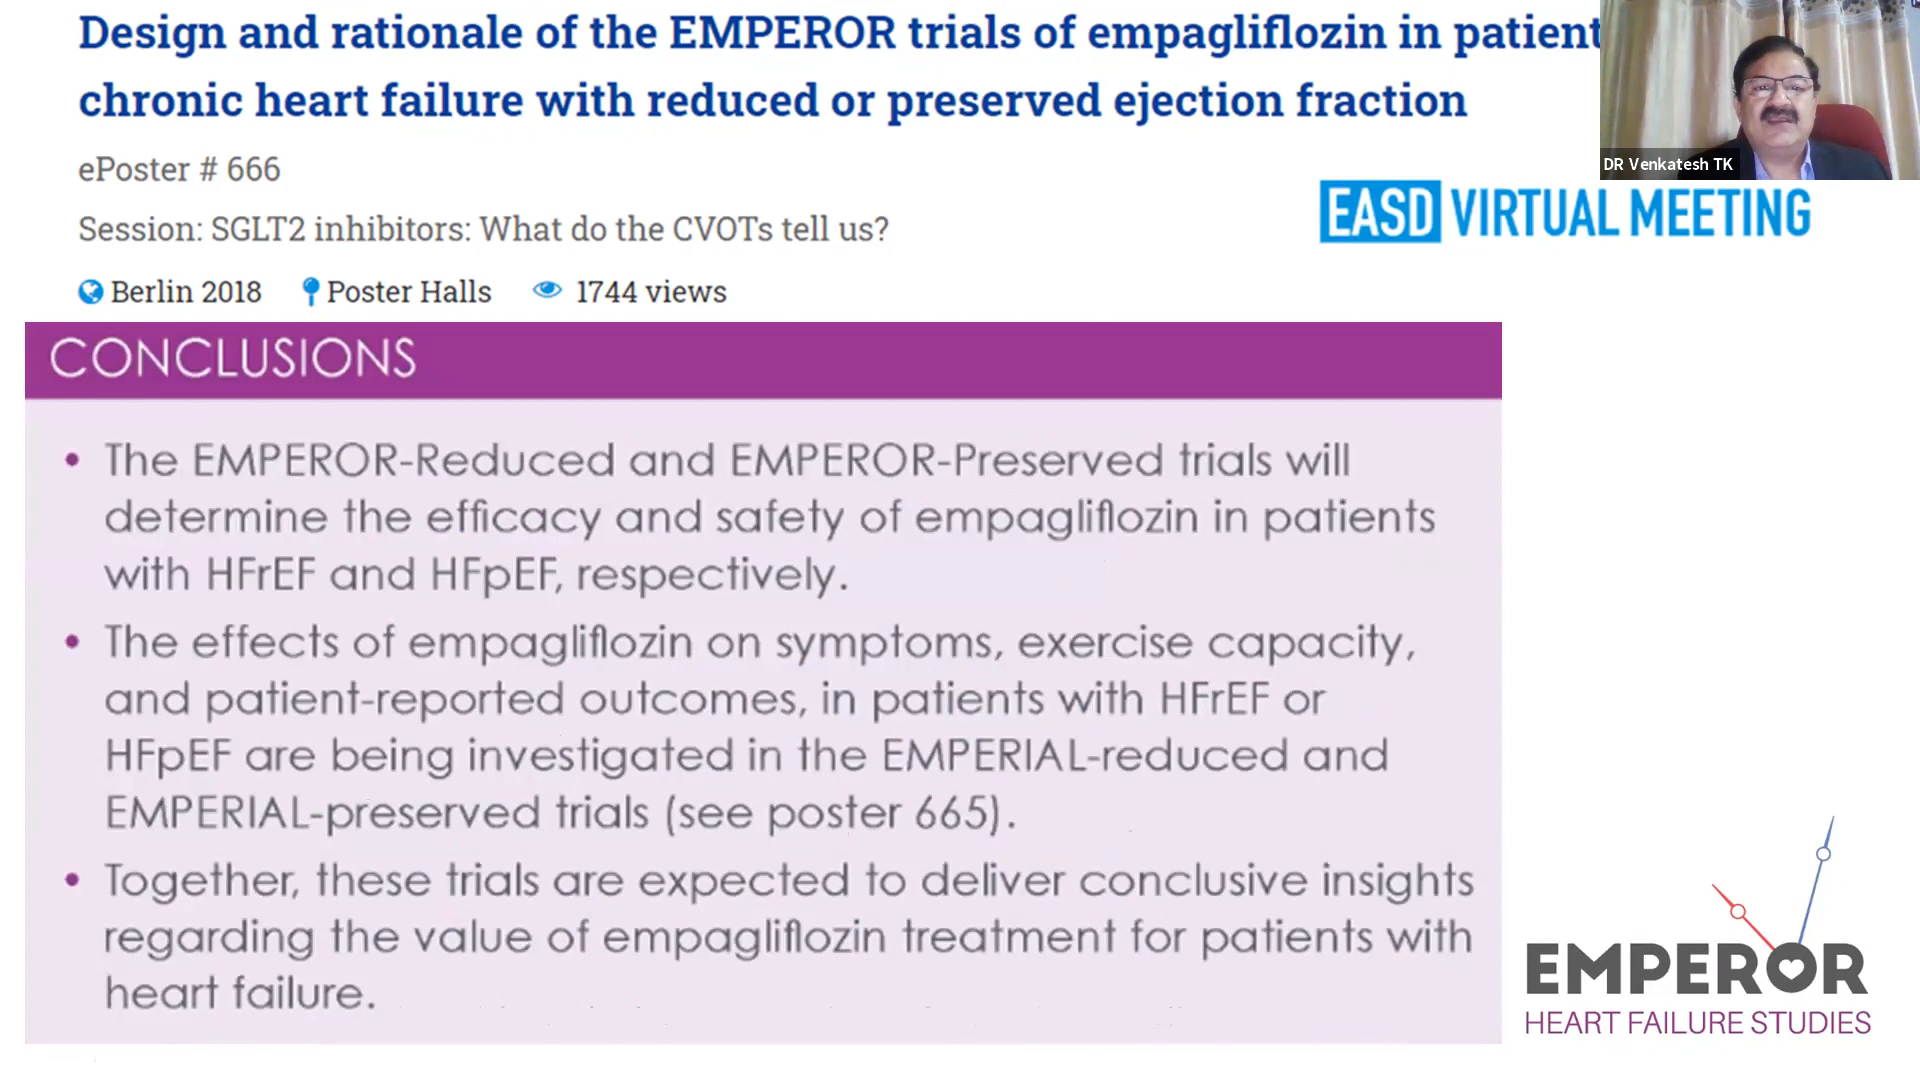 Design and rationale of the EMPEROR trials of empagliflozin in patient
chronic heart failure with reduced or preserved ejection fraction
DR Venkatesh TK
ePoster # 666
EASD VIRTUAL MEETING
Session: SGLT2 inhibitors: What do the CVOTs tell us?
Berlin 2018 Poster Halls 1744 views
CONCLUSIONS
• The EMPEROR-Reduced and EMPEROR-Preserved trials will
determine the efficacy and safety of empagliflozin in patients
with HFrEF and HFpEF, respectively.
• The effects of empagliflozin on symptoms, exercise capacity,
and patient-reported outcomes, in patients with HFrEF or
HFpEF are being investigated in the EMPERIAL-reduced and
EMPERIAL-preserved trials (see poster 665).
• Together, these trials are expected to deliver conclusive insights
regarding the value of empagliflozin treatment for patients with
heart failure.
EMPEROR
HEART FAILURE STUDIES